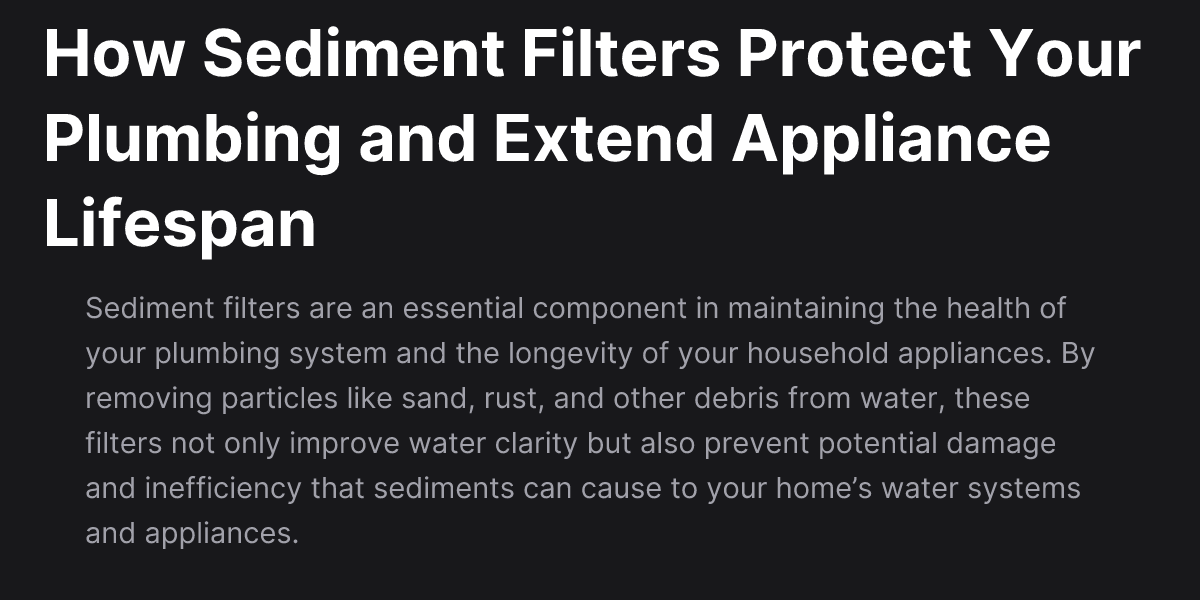 How Sediment Filters Protect Your
Plumbing and Extend Appliance
Lifespan
Sediment filters are an essential component in maintaining the health of
your plumbing system and the longevity of your household appliances. By
removing particles like sand, rust, and other debris from water, these
filters not only improve water clarity but also prevent potential damage
and inefficiency that sediments can cause to your home’s water systems
and appliances.